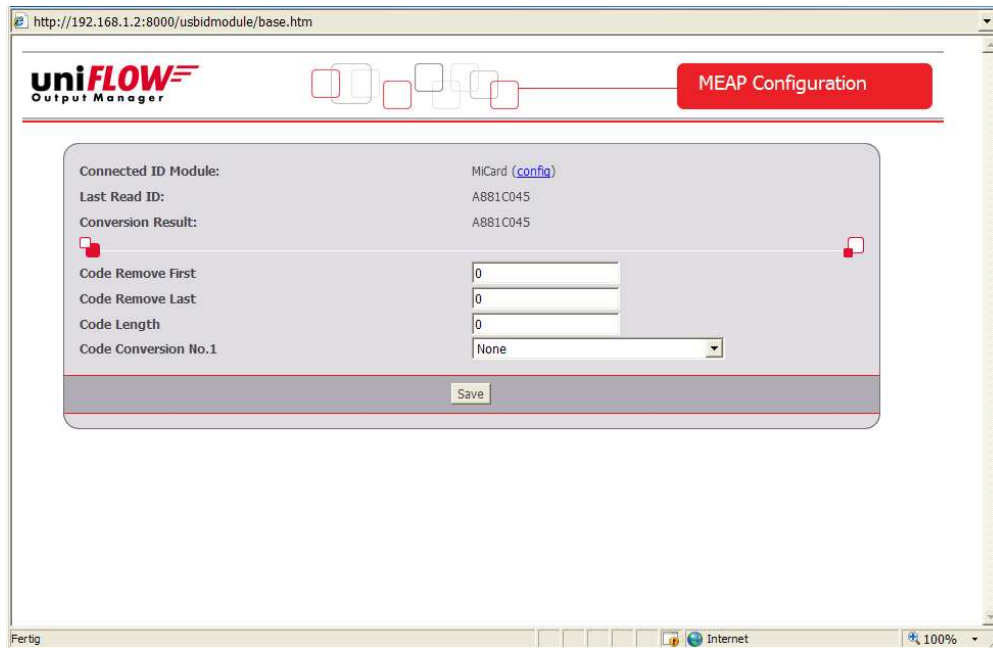 http://192.168.1.2:8000/usbidmodule/base.htm
uniFLOW
Output Manager
MEAP Configuration
Connected ID Module: MiCard (config)
Last Read ID: A881C045
Conversion Result: A881C045
Code Remove First 0
Code Remove Last 0
Code Length 0
Code Conversion No.1 None
Save
Fertig Internet 100%